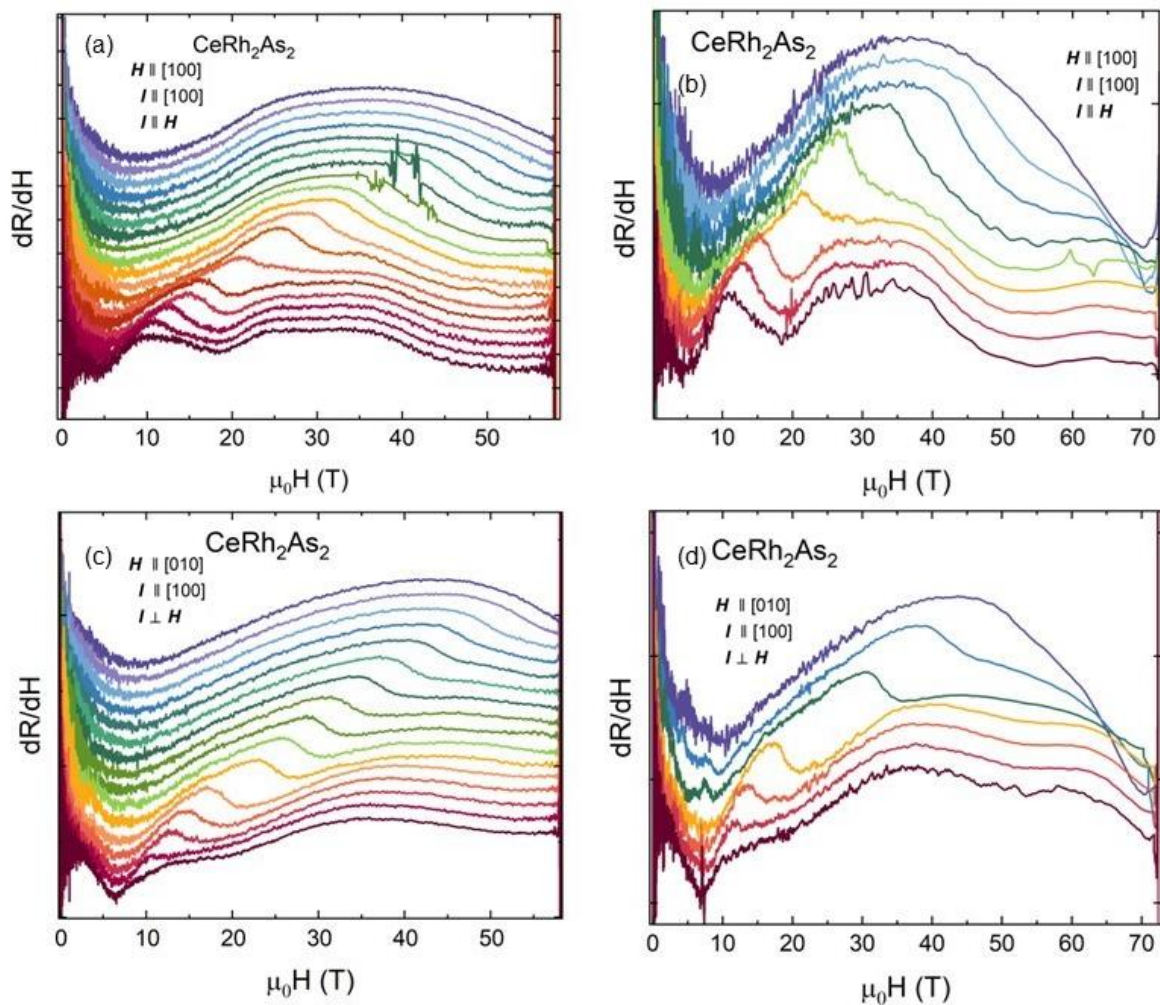 (a)
CeRh₂As₂
H || [100]
I || [100]
I || H
dR/dH
0 10 20 30 40 50
μ₀H (T)
(b)
CeRh₂As₂
H || [100]
I || [100]
I || H
dR/dH
10 20 30 40 50 60 70
μ₀H (T)
(c)
CeRh₂As₂
H || [010]
I || [100]
I ⊥ H
dR/dH
0 10 20 30 40 50
μ₀H (T)
(d)
CeRh₂As₂
H || [010]
I || [100]
I ⊥ H
dR/dH
0 10 20 30 40 50 60 70
μ₀H (T)